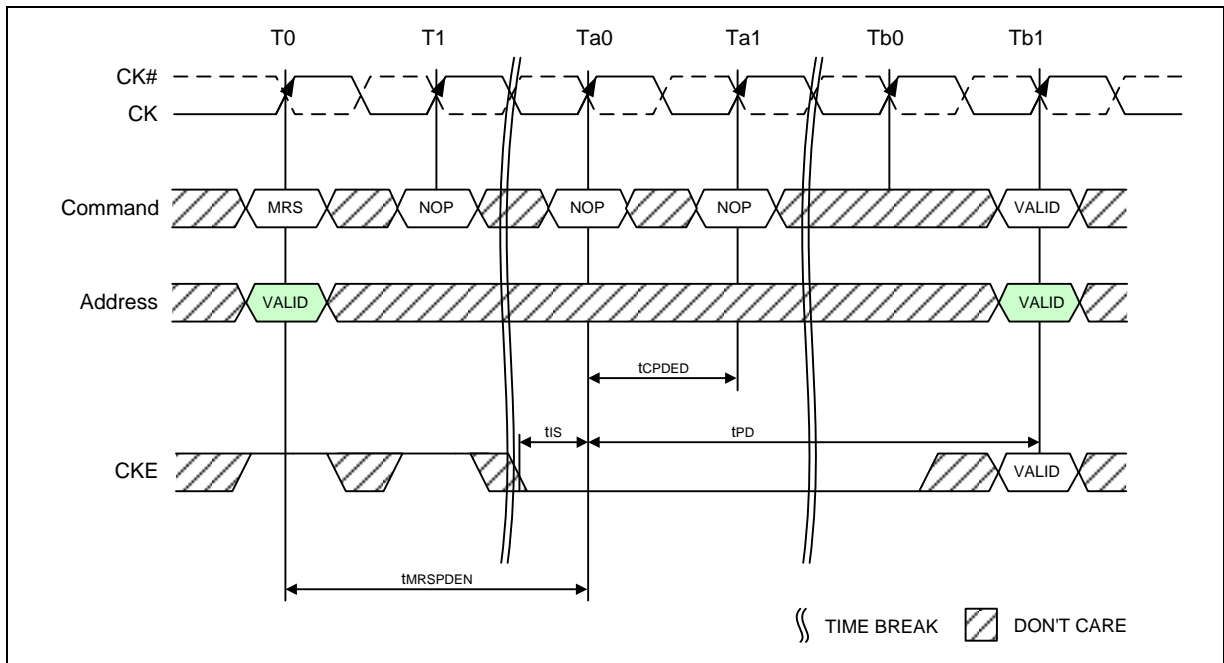 T0 T1 Ta0 Ta1 Tb0 Tb1
CK#
CK
Command MRS NOP NOP NOP VALID
Address VALID VALID
tCPDED
tIS tPD
CKE VALID
tMRSPDEN
TIME BREAK DON'T CARE